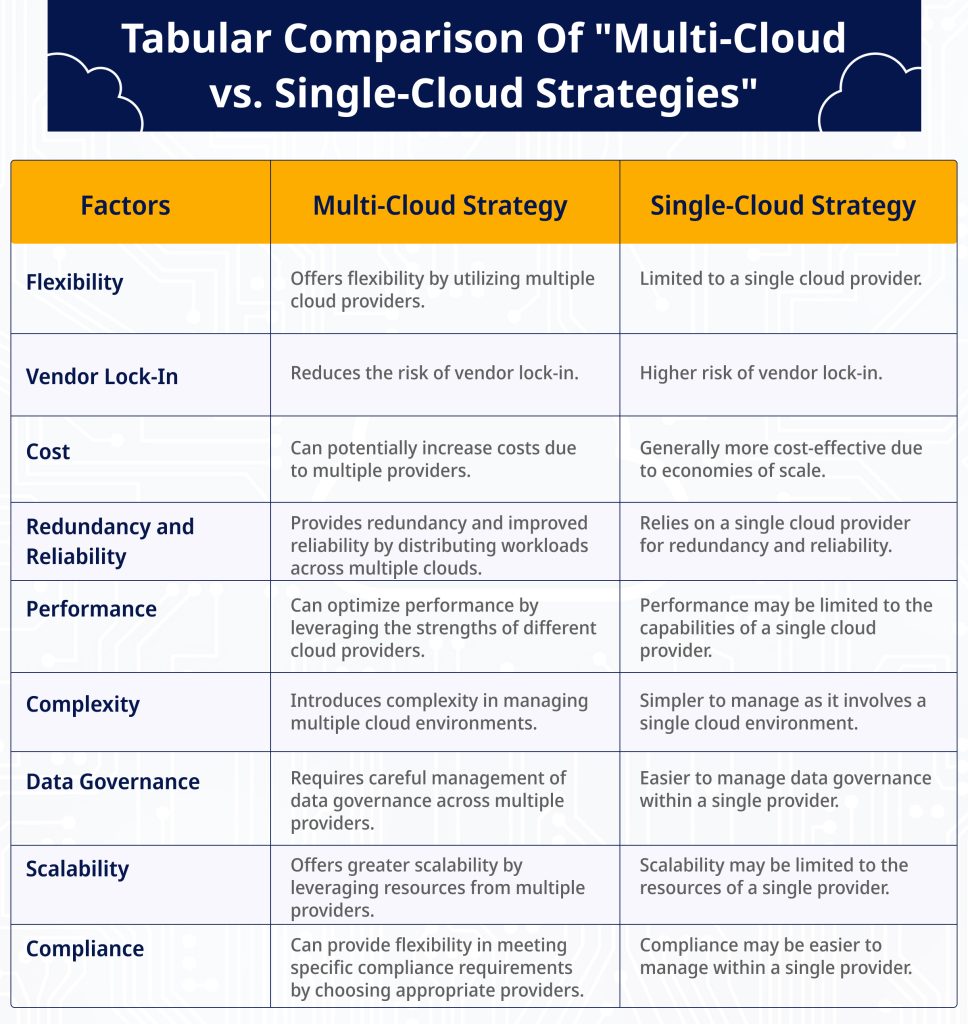 Tabular Comparison Of "Multi-Cloud
vs. Single-Cloud Strategies"
Factors
Multi-Cloud Strategy
Single-Cloud Strategy
Flexibility
Offers flexibility by utilizing multiple
cloud providers.
Limited to a single cloud provider.
Vendor Lock-In
Reduces the risk of vendor lock-in.
Higher risk of vendor lock-in.
Cost
Can potentially increase costs due
to multiple providers.
Generally more cost-effective due
to economies of scale.
Redundancy and
Reliability
Provides redundancy and improved
reliability by distributing workloads
across multiple clouds.
Relies on a single cloud provider
for redundancy and reliability.
Performance
Can optimize performance by
leveraging the strengths of different
cloud providers.
Performance may be limited to the
capabilities of a single cloud
provider.
Complexity
Introduces complexity in managing
multiple cloud environments.
Simpler to manage as it involves a
single cloud environment.
Data Governance
Requires careful management of
data governance across multiple
providers.
Easier to manage data governance
within a single provider.
Scalability
Offers greater scalability by
leveraging resources from multiple
providers.
Scalability may be limited to the
resources of a single provider.
Compliance
Can provide flexibility in meeting
specific compliance requirements
by choosing appropriate providers.
Compliance may be easier to
manage within a single provider.